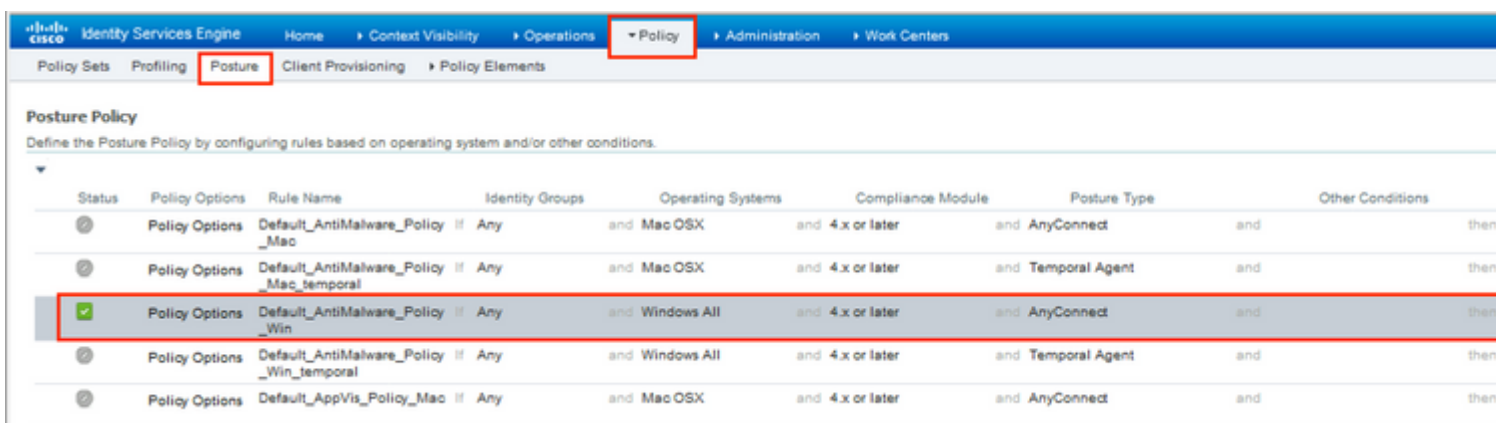 cisco Identity Services Engine Home Context Visibility Operations Policy Administration Work Centers
Policy Sets Profiling Posture Client Provisioning Policy Elements
Posture Policy
Define the Posture Policy by configuring rules based on operating system and/or other conditions.
Status Policy Options Rule Name Identity Groups Operating Systems Compliance Module Posture Type Other Conditions
Policy Options Default_AntiMalware_Policy If Any and Mac OSX and 4.x or later and AnyConnect and then
_Mac
Policy Options Default_AntiMalware_Policy If Any and Mac OSX and 4.x or later and Temporal Agent and then
_Mac_temporal
Policy Options Default_AntiMalware_Policy If Any and Windows All and 4.x or later and AnyConnect and then
_Win
Policy Options Default_AntiMalware_Policy If Any and Windows All and 4.x or later and Temporal Agent and then
_Win_temporal
Policy Options Default_AppVis_Policy_Mac If Any and Mac OSX and 4.x or later and AnyConnect and then